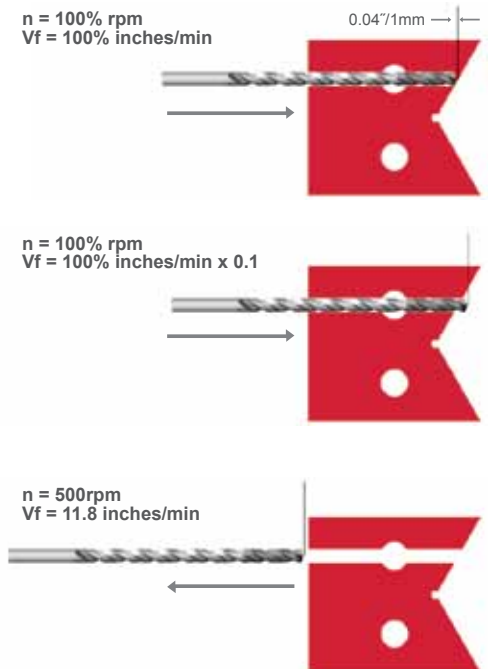 n = 100% rpm
Vf = 100% inches/min
0.04″/1mm
n = 100% rpm
Vf = 100% inches/min x 0.1
n = 500rpm
Vf = 11.8 inches/min